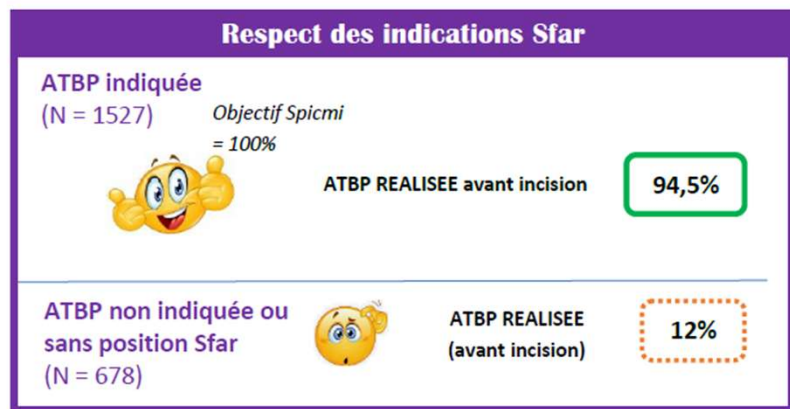 Respect des indications Sfar
ATBP indiquée
(N = 1527)
Objectif Spicmi
= 100%
ATBP REALISEE avant incision
94,5%
ATBP non indiquée ou
sans position Sfar
(N = 678)
ATBP REALISEE
(avant incision)
12%